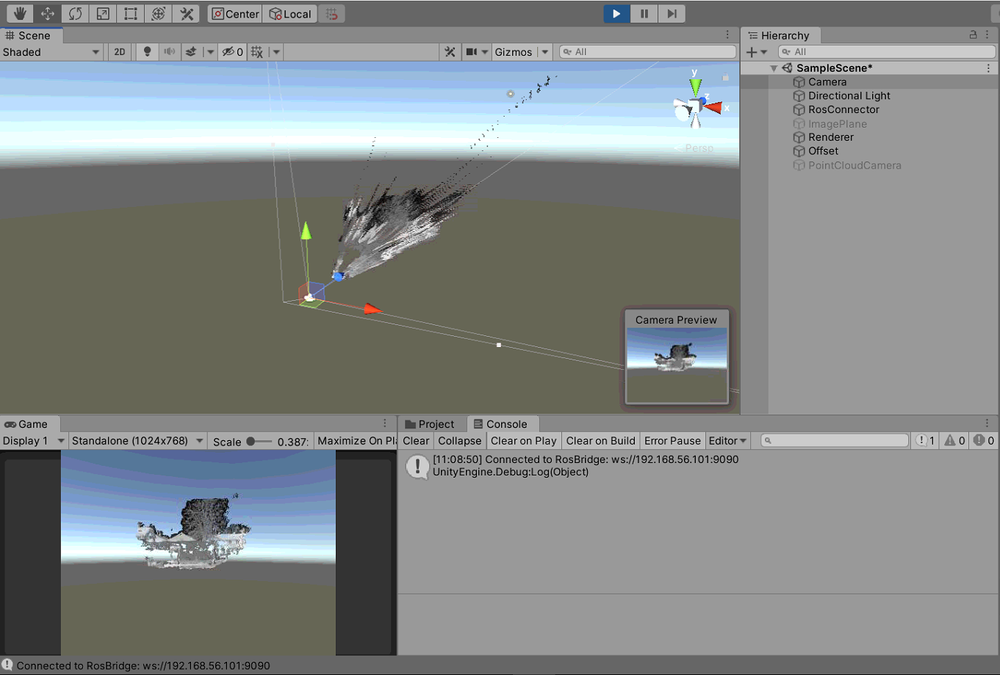 Center
Local
Scene
Shaded
2D
0
Gizmos
All
y
z
x
Persp
Camera Preview
Hierarchy
All
SampleScene*
Camera
Directional Light
RosConnector
ImagePlane
Renderer
Offset
PointCloudCamera
Game
Display 1
Standalone (1024x768)
Scale
0.387
Maximize On Pl
Project
Console
Clear
Collapse
Clear on Play
Clear on Build
Error Pause
Editor
1
0
0
[11:08:50] Connected to RosBridge: ws://192.168.56.101:9090
UnityEngine.Debug:Log(Object)
Connected to RosBridge: ws://192.168.56.101:9090